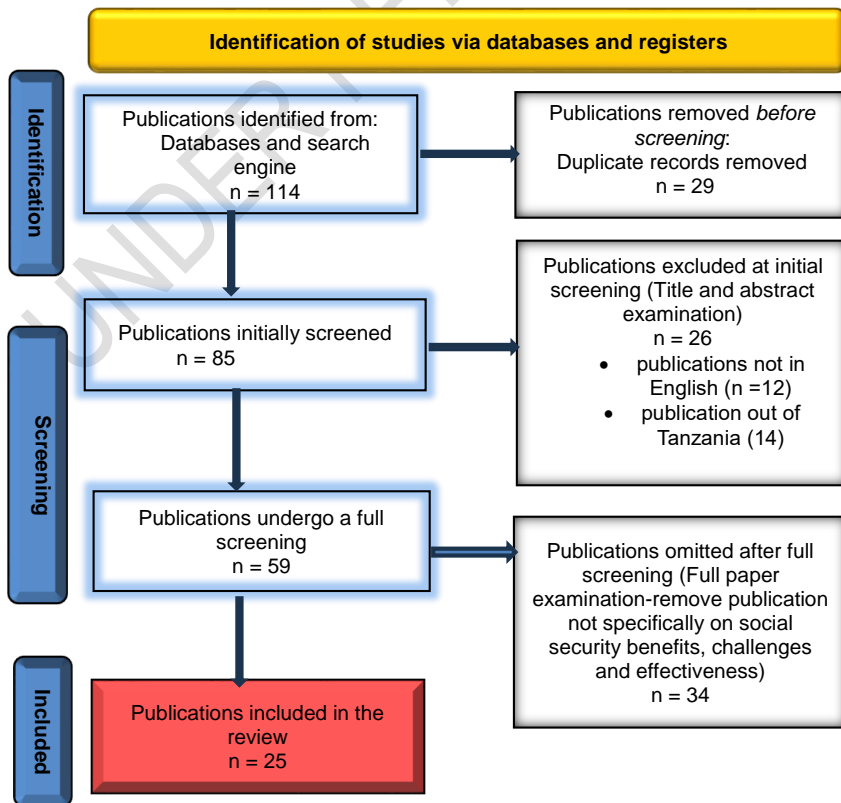 Identification of studies via databases and registers
Identification
Publications identified from:
Databases and search
engine
n = 114
Publications removed before
screening:
Duplicate records removed
n = 29
Screening
Publications initially screened
n = 85
Publications excluded at initial
screening (Title and abstract
examination)
n = 26
• publications not in
English (n =12)
• publication out of
Tanzania (14)
Publications undergo a full
screening
n = 59
Publications omitted after full
screening (Full paper
examination-remove publication
not specifically on social
security benefits, challenges
and effectiveness)
n = 34
Included
Publications included in the
review
n = 25
UNDER